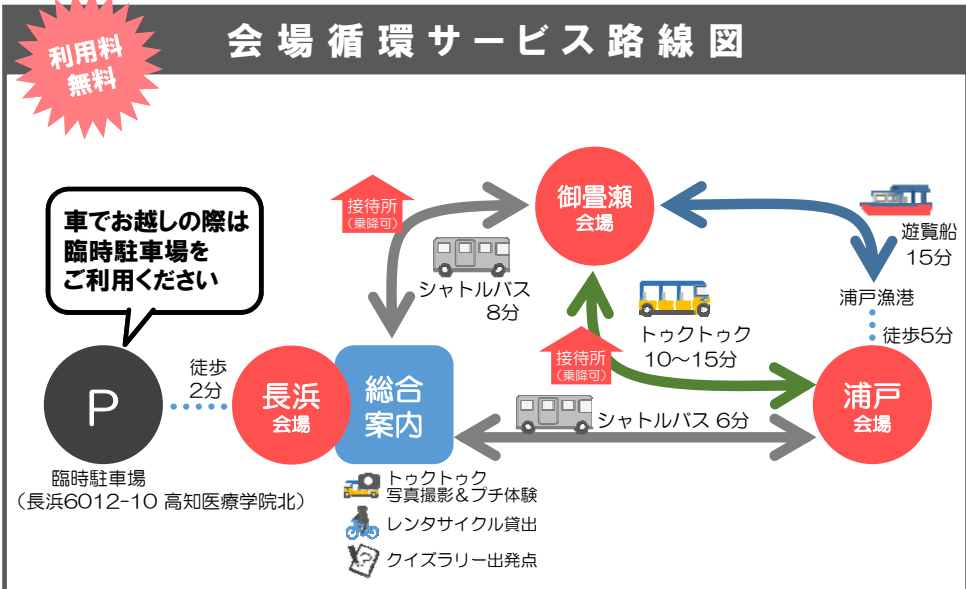 利用料
無料
会場循環サービス路線図
車でお越しの際は
臨時駐車場を
ご利用ください
接待所
(乗降可)
御畳瀬
会場
遊覧船
15分
シャトルバス
8分
浦戸漁港
徒歩5分
トゥクトゥク
10〜15分
接待所
(乗降可)
徒歩
2分
P
長浜
会場
総合
案内
浦戸
会場
シャトルバス 6分
臨時駐車場
（長浜6012-10 高知医療学院北）
トゥクトゥク
写真撮影＆プチ体験
レンタサイクル貸出
クイズラリー出発点